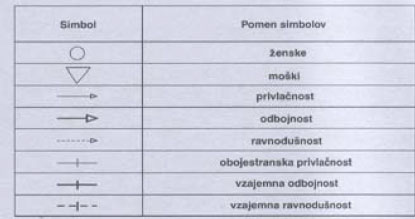 Simbol Pomen simbolov
ženske
moški
privlačnost
odbojnost
ravnodušnost
obojestranska privlačnost
vzajemna odbojnost
vzajemna ravnodušnost